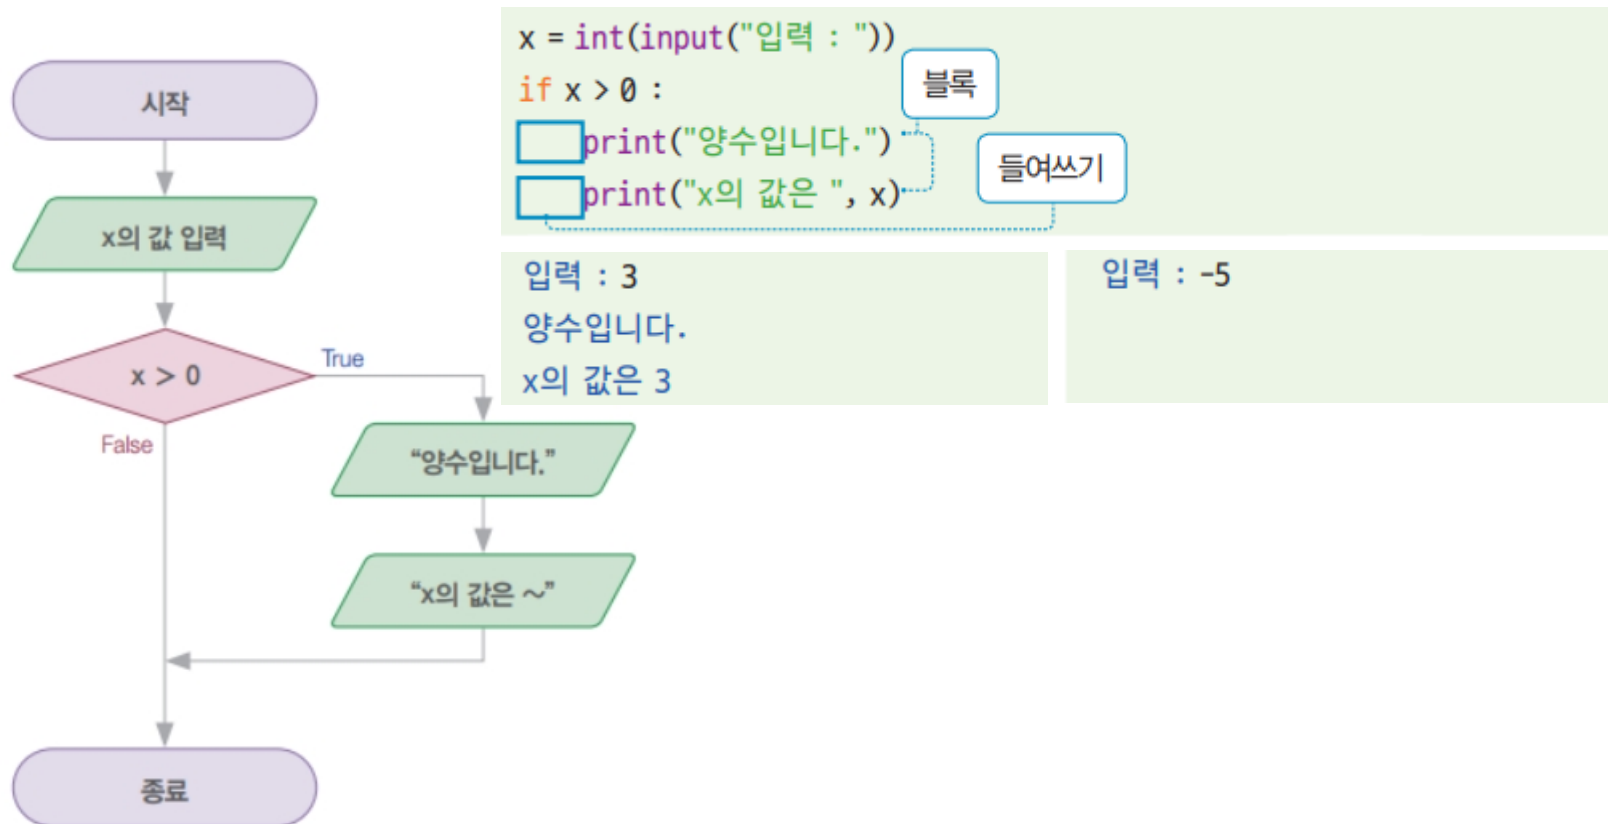 시작
x의 값 입력
x > 0
True
False
“양수입니다.”
“x의 값은 ~”
종료
x = int(input("입력 : "))
if x > 0 :
print("양수입니다.")
print("x의 값은 ", x)
블록
들여쓰기
입력 : 3
양수입니다.
x의 값은 3
입력 : -5